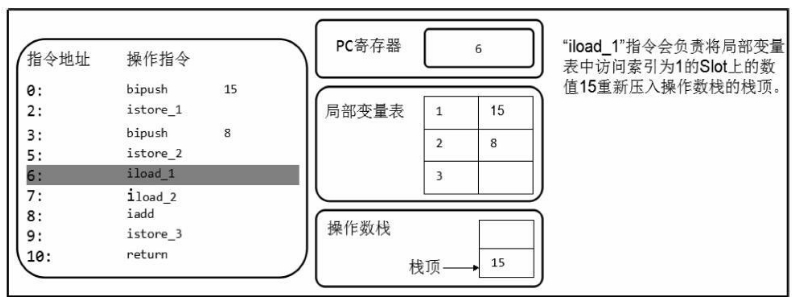 指令地址 操作指令
0: bipush 15
2: istore_1
3: bipush 8
5: istore_2
6: iload_1
7: iload_2
8: iadd
9: istore_3
10: return
PC寄存器 6
局部变量表 1 15
2 8
3
操作数栈
栈顶 15
“iload_1”指令会负责将局部变量
表中访问索引为1的Slot上的数
值15重新压入操作数栈的栈顶。